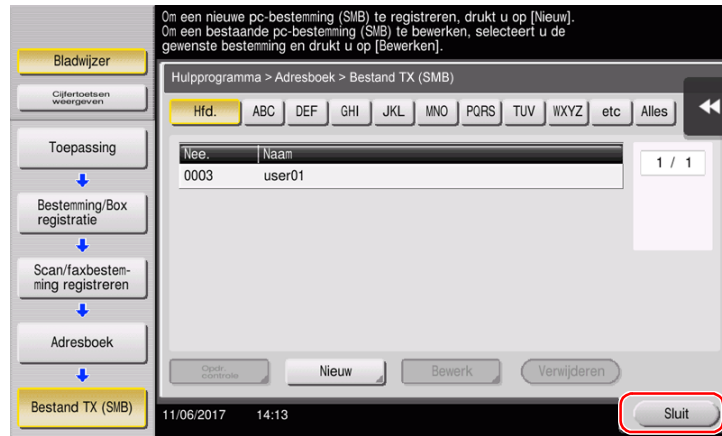 Om een nieuwe pc-bestemming (SMB) te registreren, drukt u op [Nieuw].
Om een bestaande pc-bestemming (SMB) te bewerken, selecteert u de
gewenste bestemming en drukt u op [Bewerken].
Bladwijzer
Cijfertoetsen
weergeven
Toepassing
Bestemming/Box
registratie
Scan/faxbestem-
ming registreren
Adresboek
Bestand TX (SMB)
Hulpprogramma > Adresboek > Bestand TX (SMB)
Hfd. ABC DEF GHI JKL MNO PQRS TUV WXYZ etc Alles
Nee. Naam
0003 user01
1 / 1
Opdr.
controle
Nieuw Bewerk Verwijderen
11/06/2017 14:13 Sluit